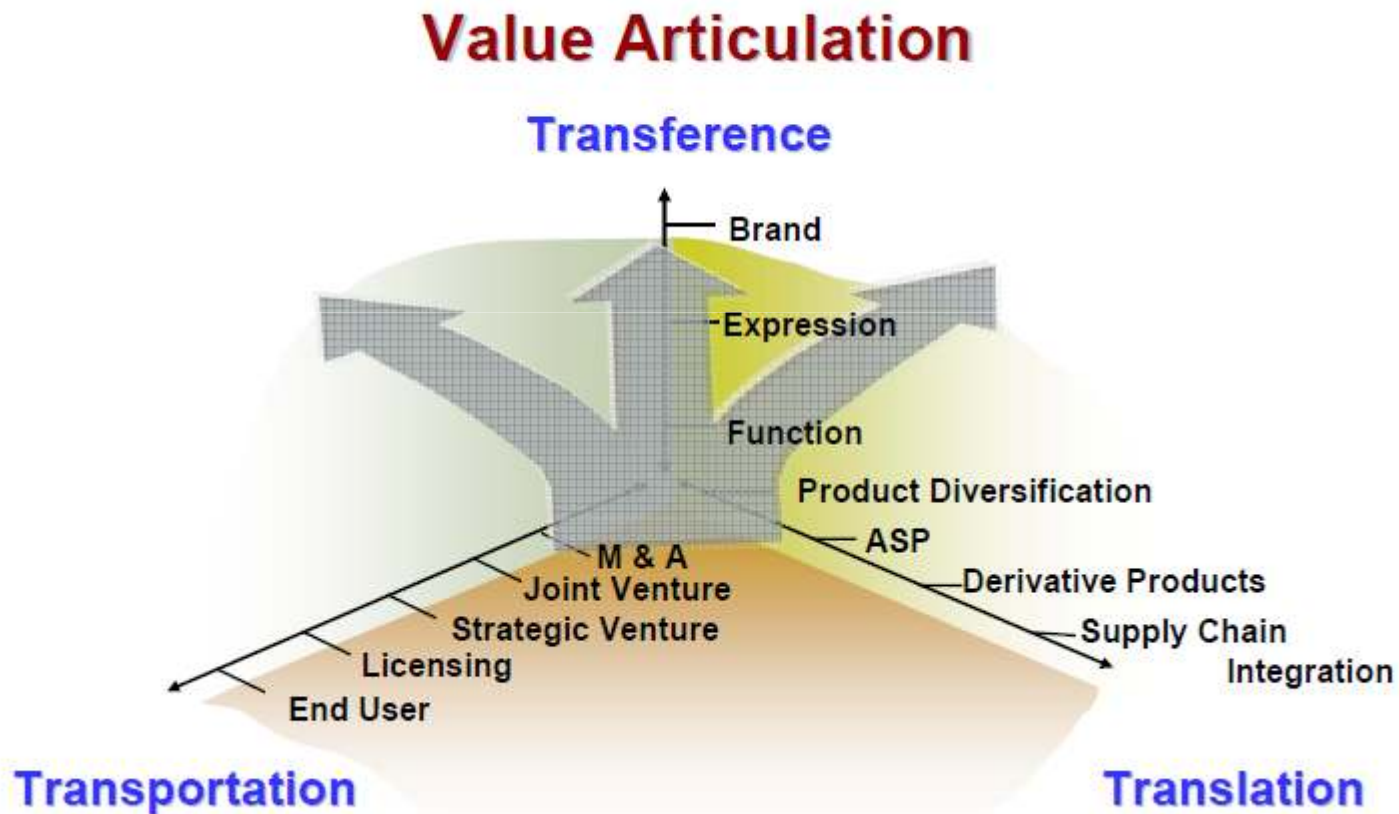 Value Articulation
Transference
Brand
Expression
Function
Product Diversification
ASP
Derivative Products
Supply Chain
Integration
M & A
Joint Venture
Strategic Venture
Licensing
End User
Transportation
Translation